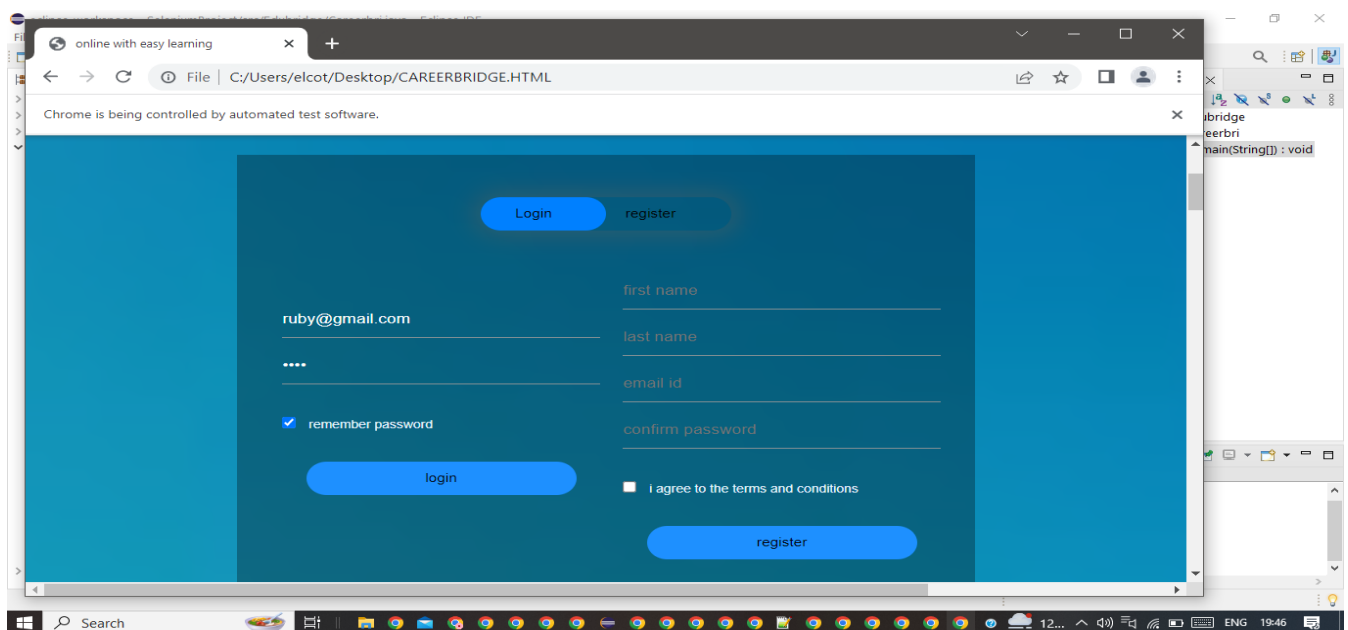 online with easy learning
File C:/Users/elcot/Desktop/CAREERBRIDGE.HTML
Chrome is being controlled by automated test software.
eerbri
main(String[]) : void
Login register
first name
ruby@gmail.com
last name
••••
email id
remember password
confirm password
login
i agree to the terms and conditions
register
Search
12... ENG 19:46